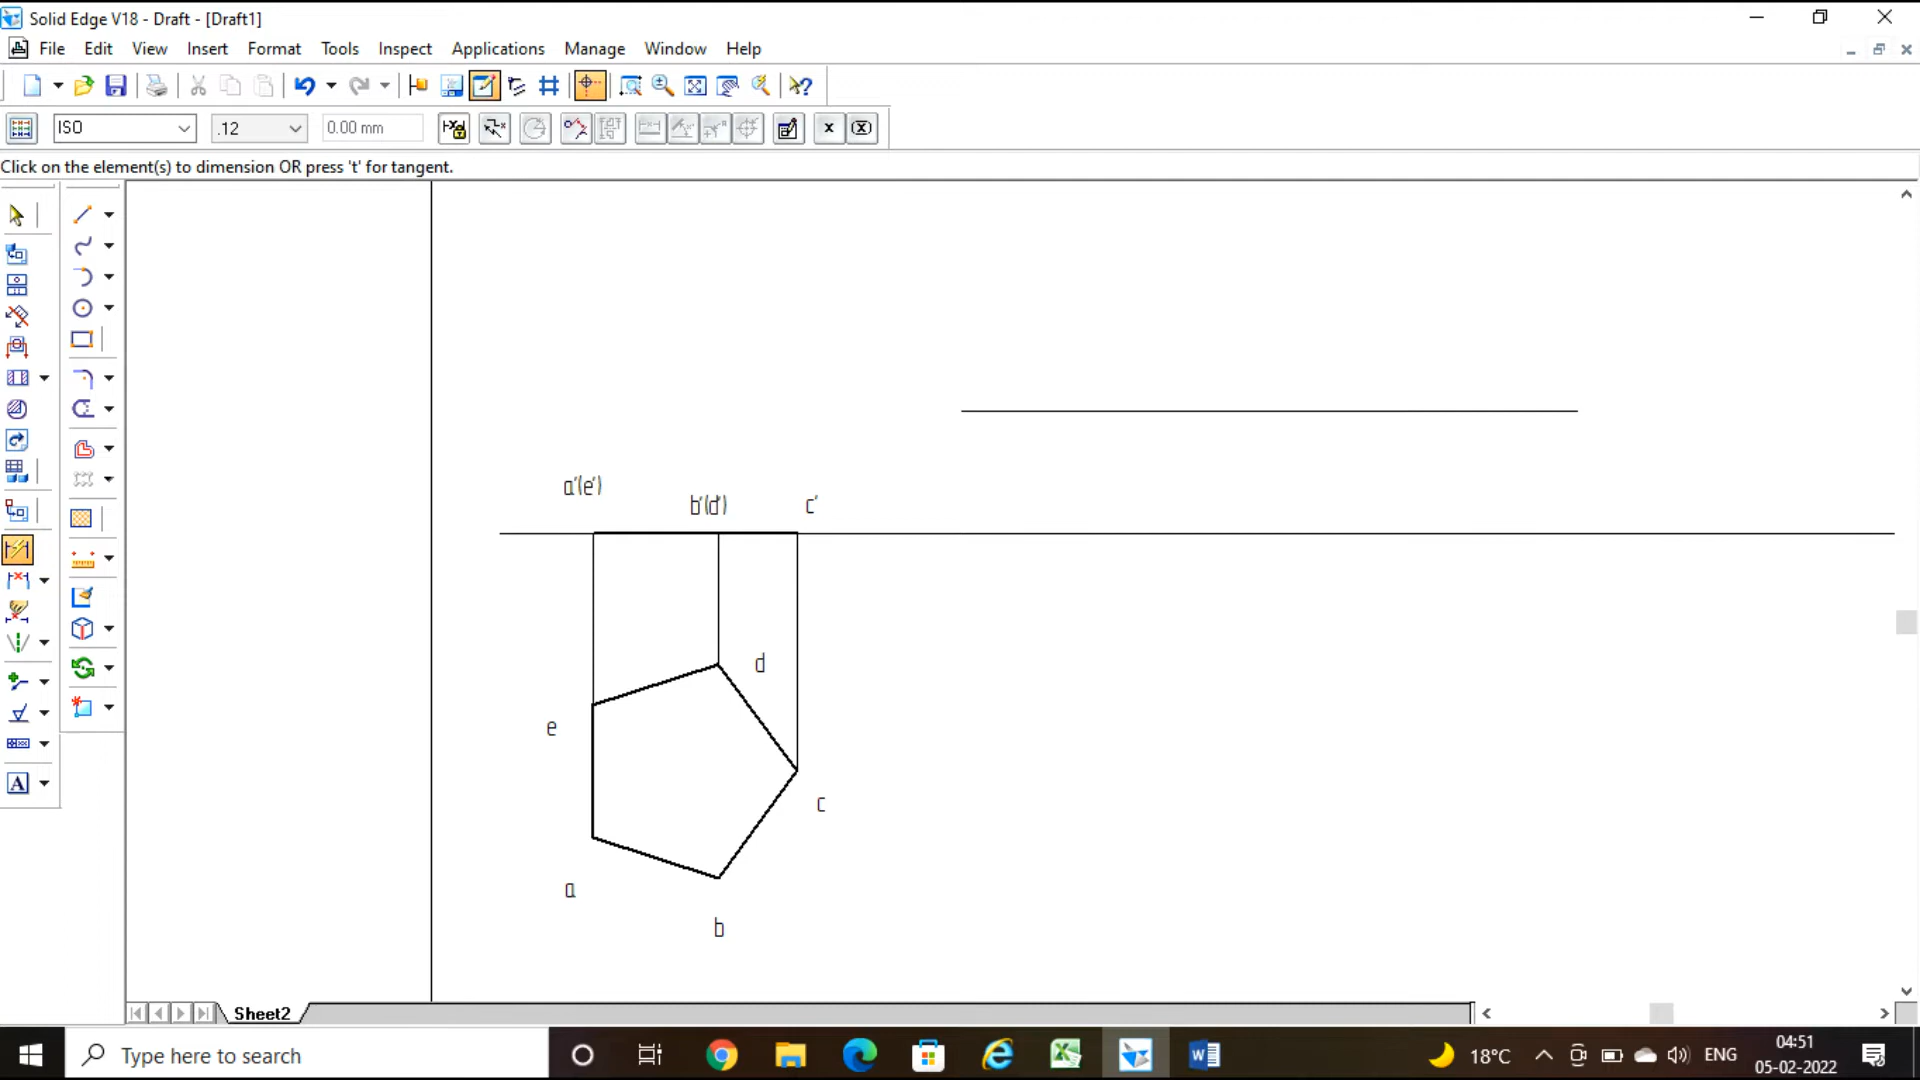 Solid Edge V18 - Draft - [Draft1]
File Edit View Insert Format Tools Inspect Applications Manage Window Help
ISO .12 0.00 mm
Click on the element(s) to dimension OR press 't' for tangent.
a'(e')
b'(d')
c'
d
e
c
a
b
Sheet2
Type here to search
18°C
ENG
04:51
05-02-2022